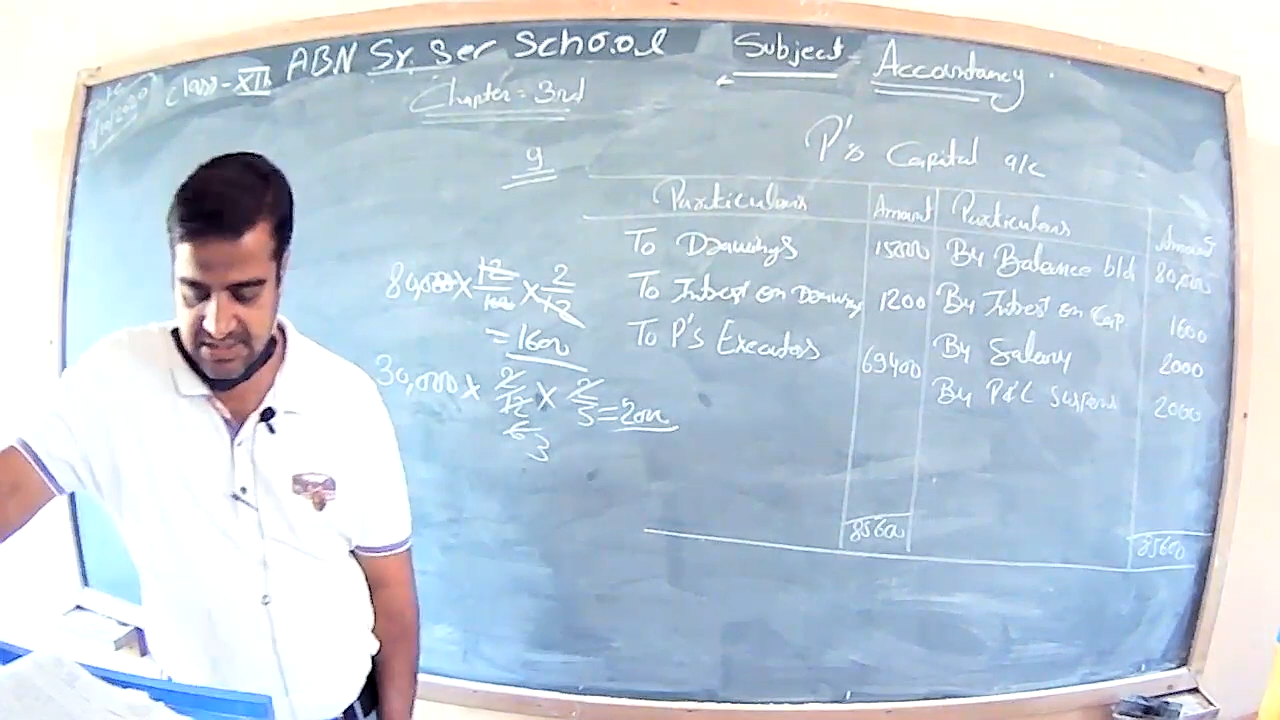 ABN Sr. Sec School Subject - Accountancy
Class - XIIth
Chapter = 3rd
9
P's Capital a/c
Particulars Amount Particulars Amount
To Drawings 15000 By Balance b/d 80,000
To Interest on Drawings 1200 By Interest on Cap 1600
To P's Executors 69400 By Salary 2000
By P&L Suspense 2000
85600 85600
80,000 × 12/100 × 2/12
= 1600
30,000 × 2/12 × 2/5 = 2000
6
3